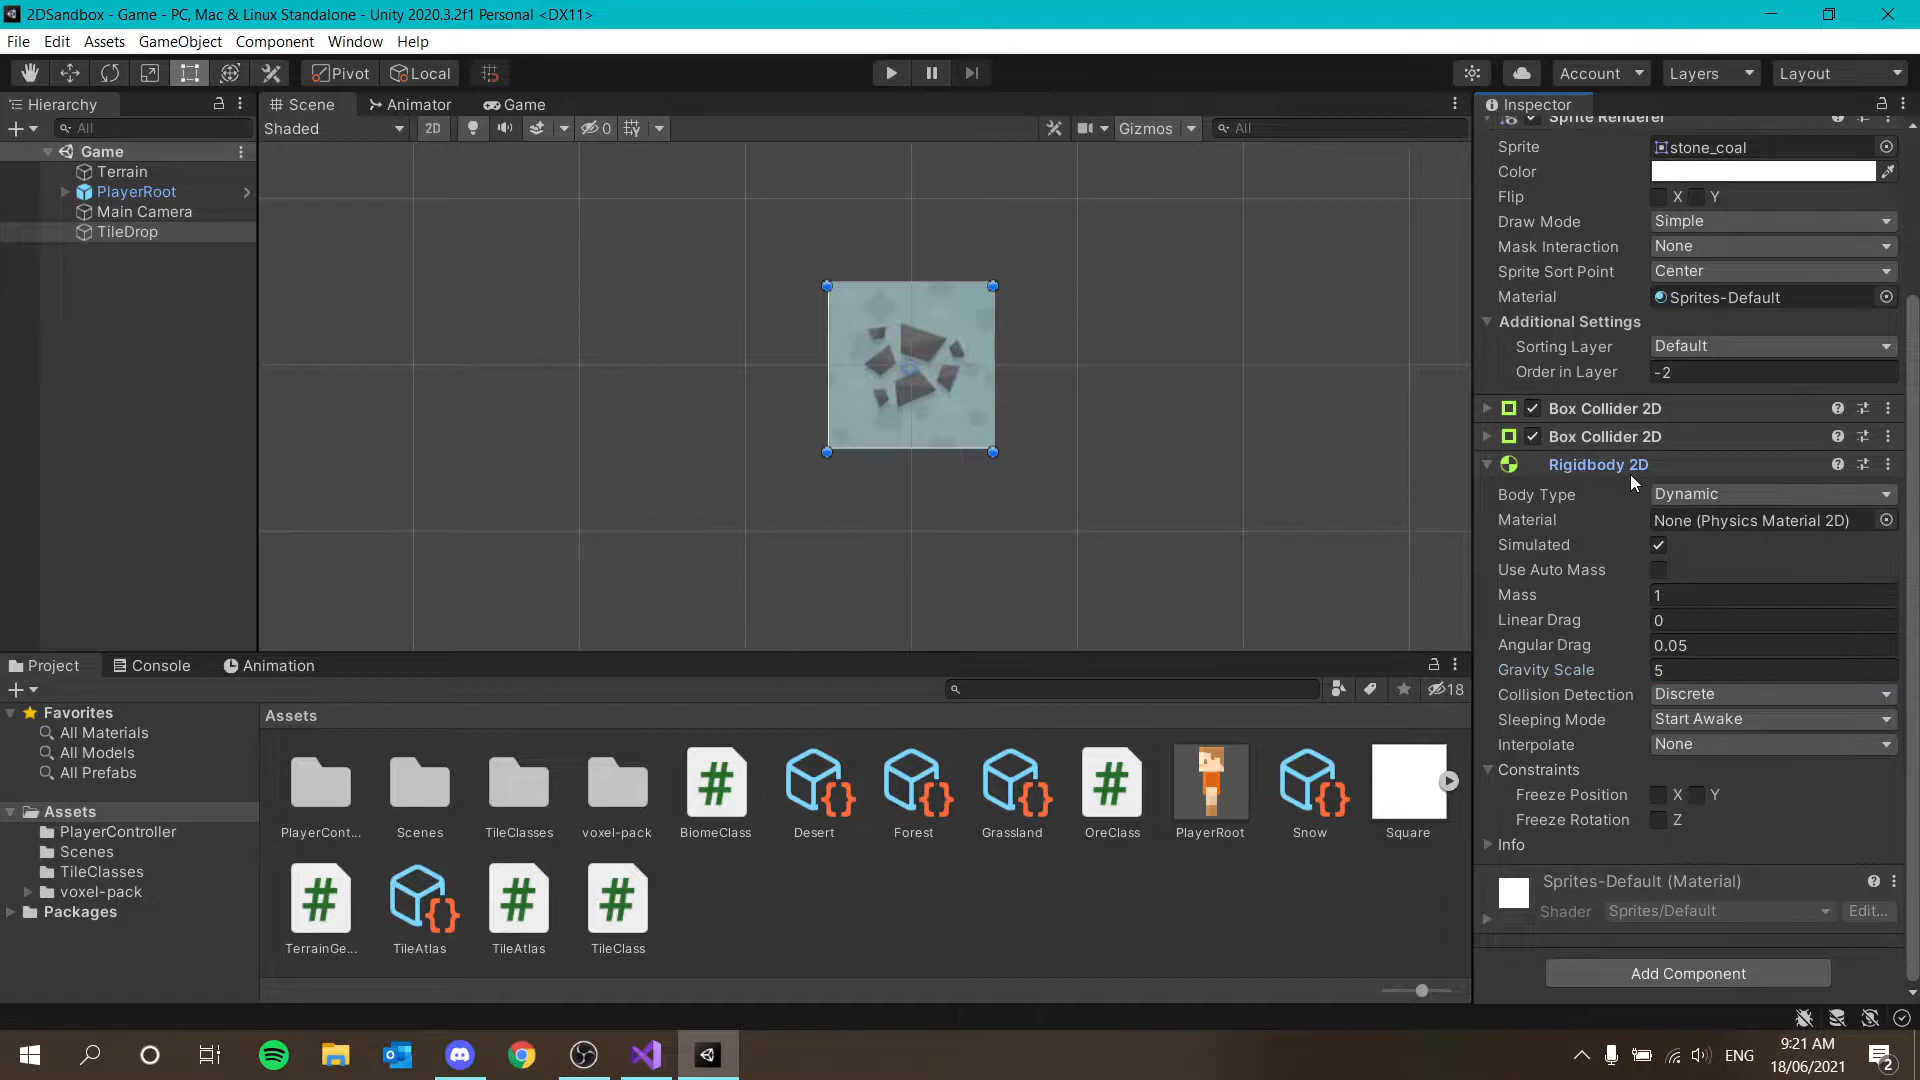 2DSandbox - Game - PC, Mac & Linux Standalone - Unity 2020.3.2f1 Personal <DX11>
File Edit Assets GameObject Component Window Help
Pivot Local Account Layers Layout
Hierarchy
All
Game
Terrain
PlayerRoot
Main Camera
TileDrop
Scene Animator Game
Shaded 2D 0 Gizmos All
Inspector
Sprite Renderer
Sprite stone_coal
Color
Flip X Y
Draw Mode Simple
Mask Interaction None
Sprite Sort Point Center
Material Sprites-Default
Additional Settings
Sorting Layer Default
Order in Layer -2
Box Collider 2D
Box Collider 2D
Rigidbody 2D
Body Type Dynamic
Material None (Physics Material 2D)
Simulated
Use Auto Mass
Mass 1
Linear Drag 0
Angular Drag 0.05
Gravity Scale 5
Collision Detection Discrete
Sleeping Mode Start Awake
Interpolate None
Constraints
Freeze Position X Y
Freeze Rotation Z
Info
Sprites-Default (Material)
Shader Sprites/Default Edit...
Add Component
Project Console Animation
18
Favorites
All Materials
All Models
All Prefabs
Assets
PlayerController
Scenes
TileClasses
voxel-pack
Packages
Assets
PlayerCont... Scenes TileClasses voxel-pack BiomeClass Desert Forest Grassland OreClass PlayerRoot Snow Square
TerrainGe... TileAtlas TileAtlas TileClass
ENG
9:21 AM
18/06/2021
2